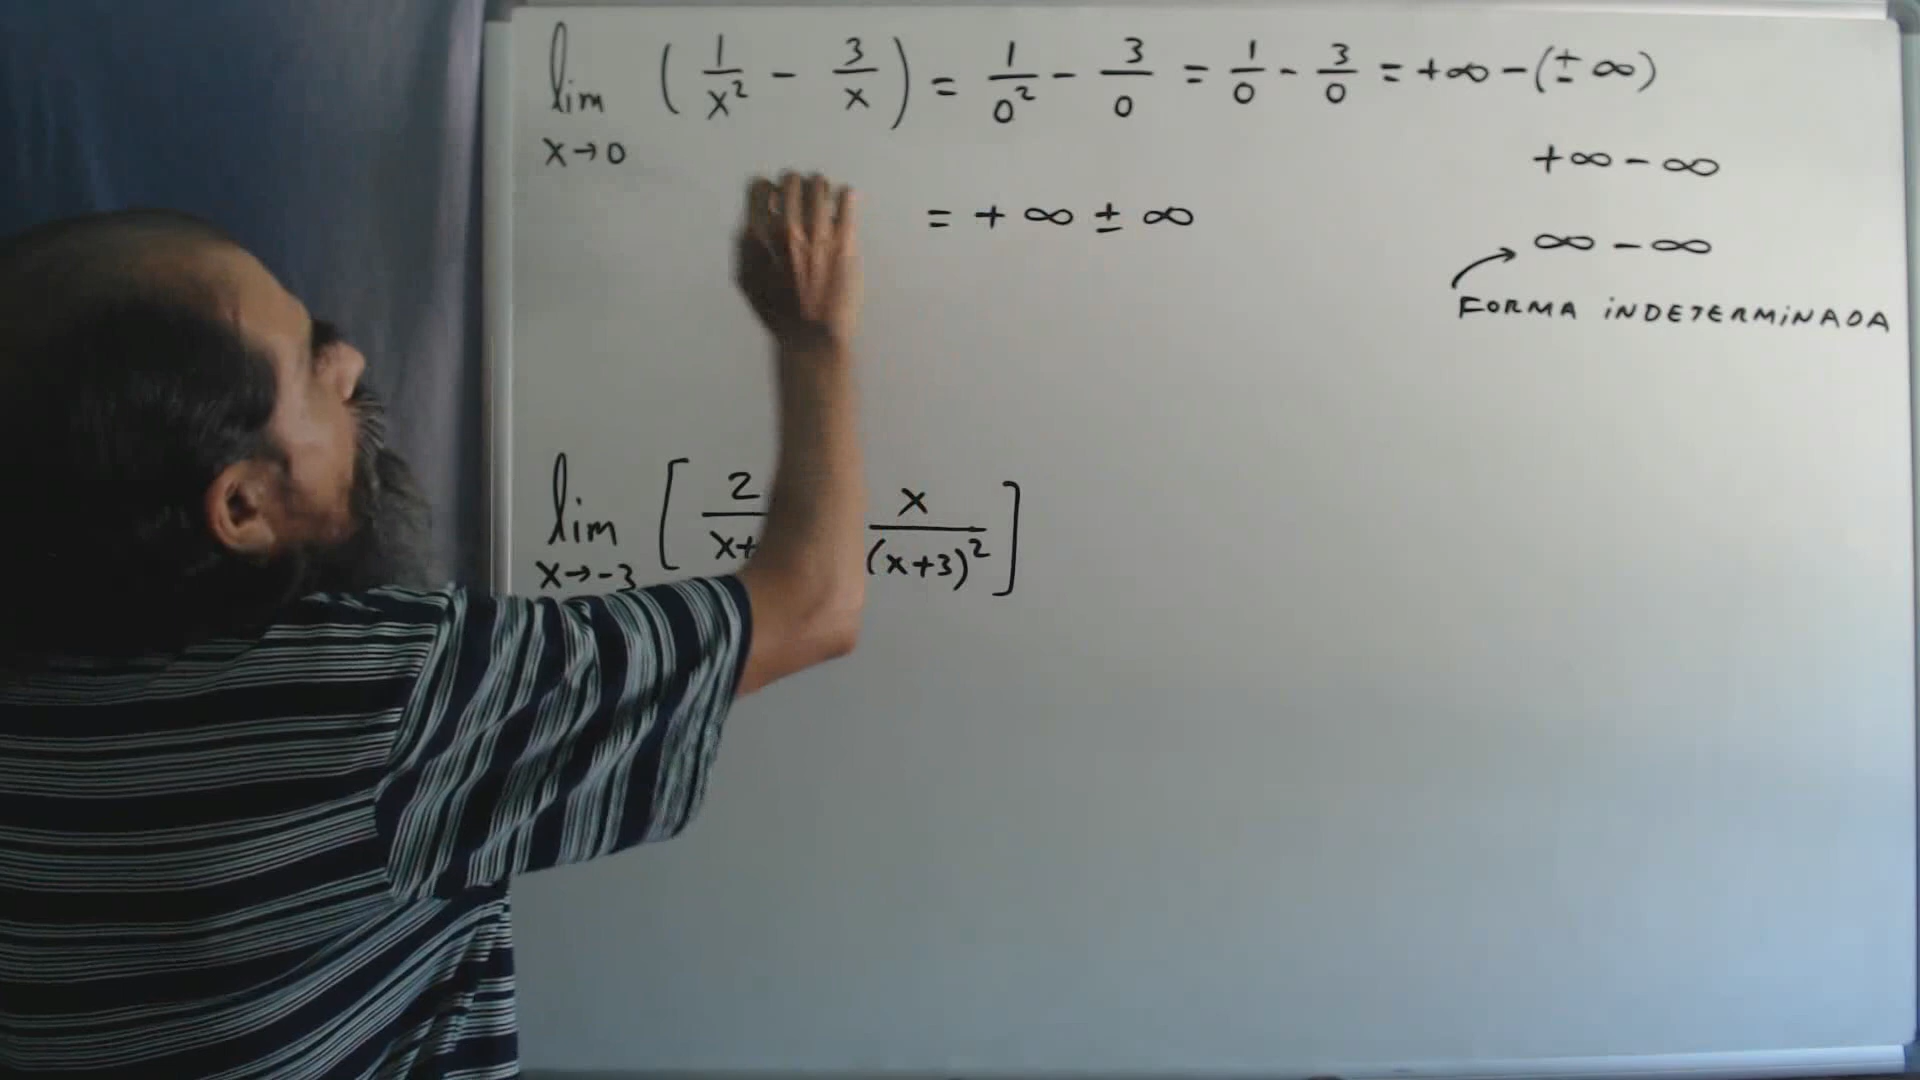 lim x→0 ( 1/x² - 3/x ) = 1/0² - 3/0 = 1/0 - 3/0 = +∞ - (± ∞)
+∞ - ∞
= + ∞ ± ∞
∞ - ∞
FORMA INDETERMINADA
lim x→-3 [ 2/x+ x/(x+3)² ]